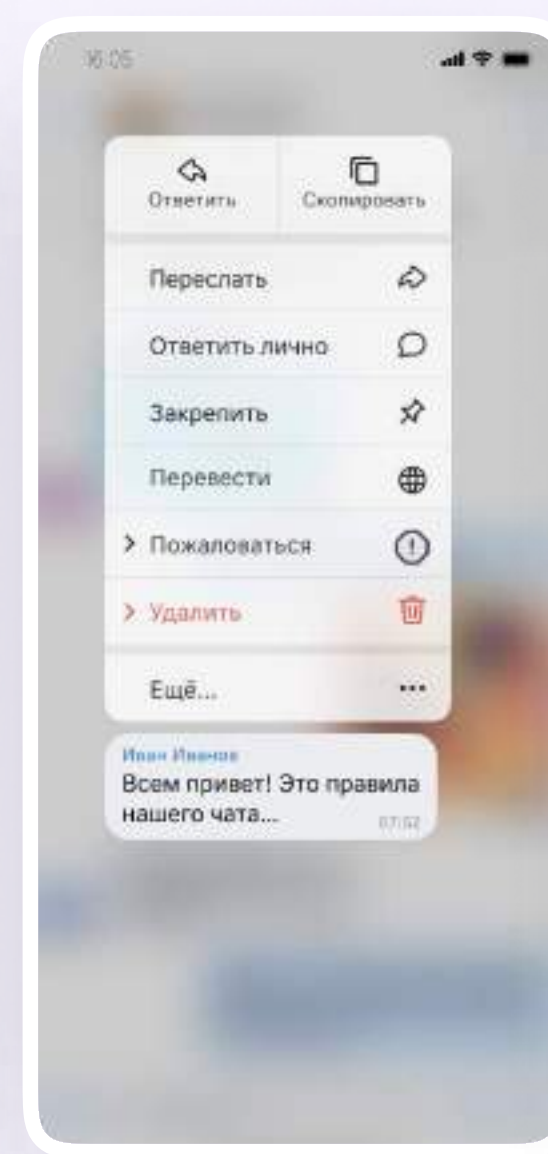 16:05
Ответить
Скопировать
Переслать
Ответить лично
Закрепить
Перевести
Пожаловаться
Удалить
Ещё...
Иван Иванов
Всем привет! Это правила
нашего чата...
07:52